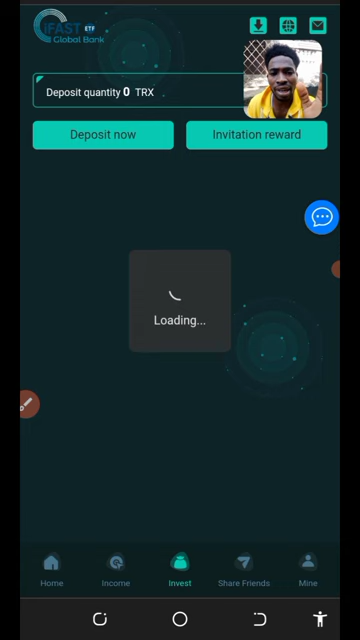 iFAST ETF
Global Bank
Deposit quantity 0 TRX
Deposit now
Invitation reward
Loading...
Home
Income
Invest
Share Friends
Mine